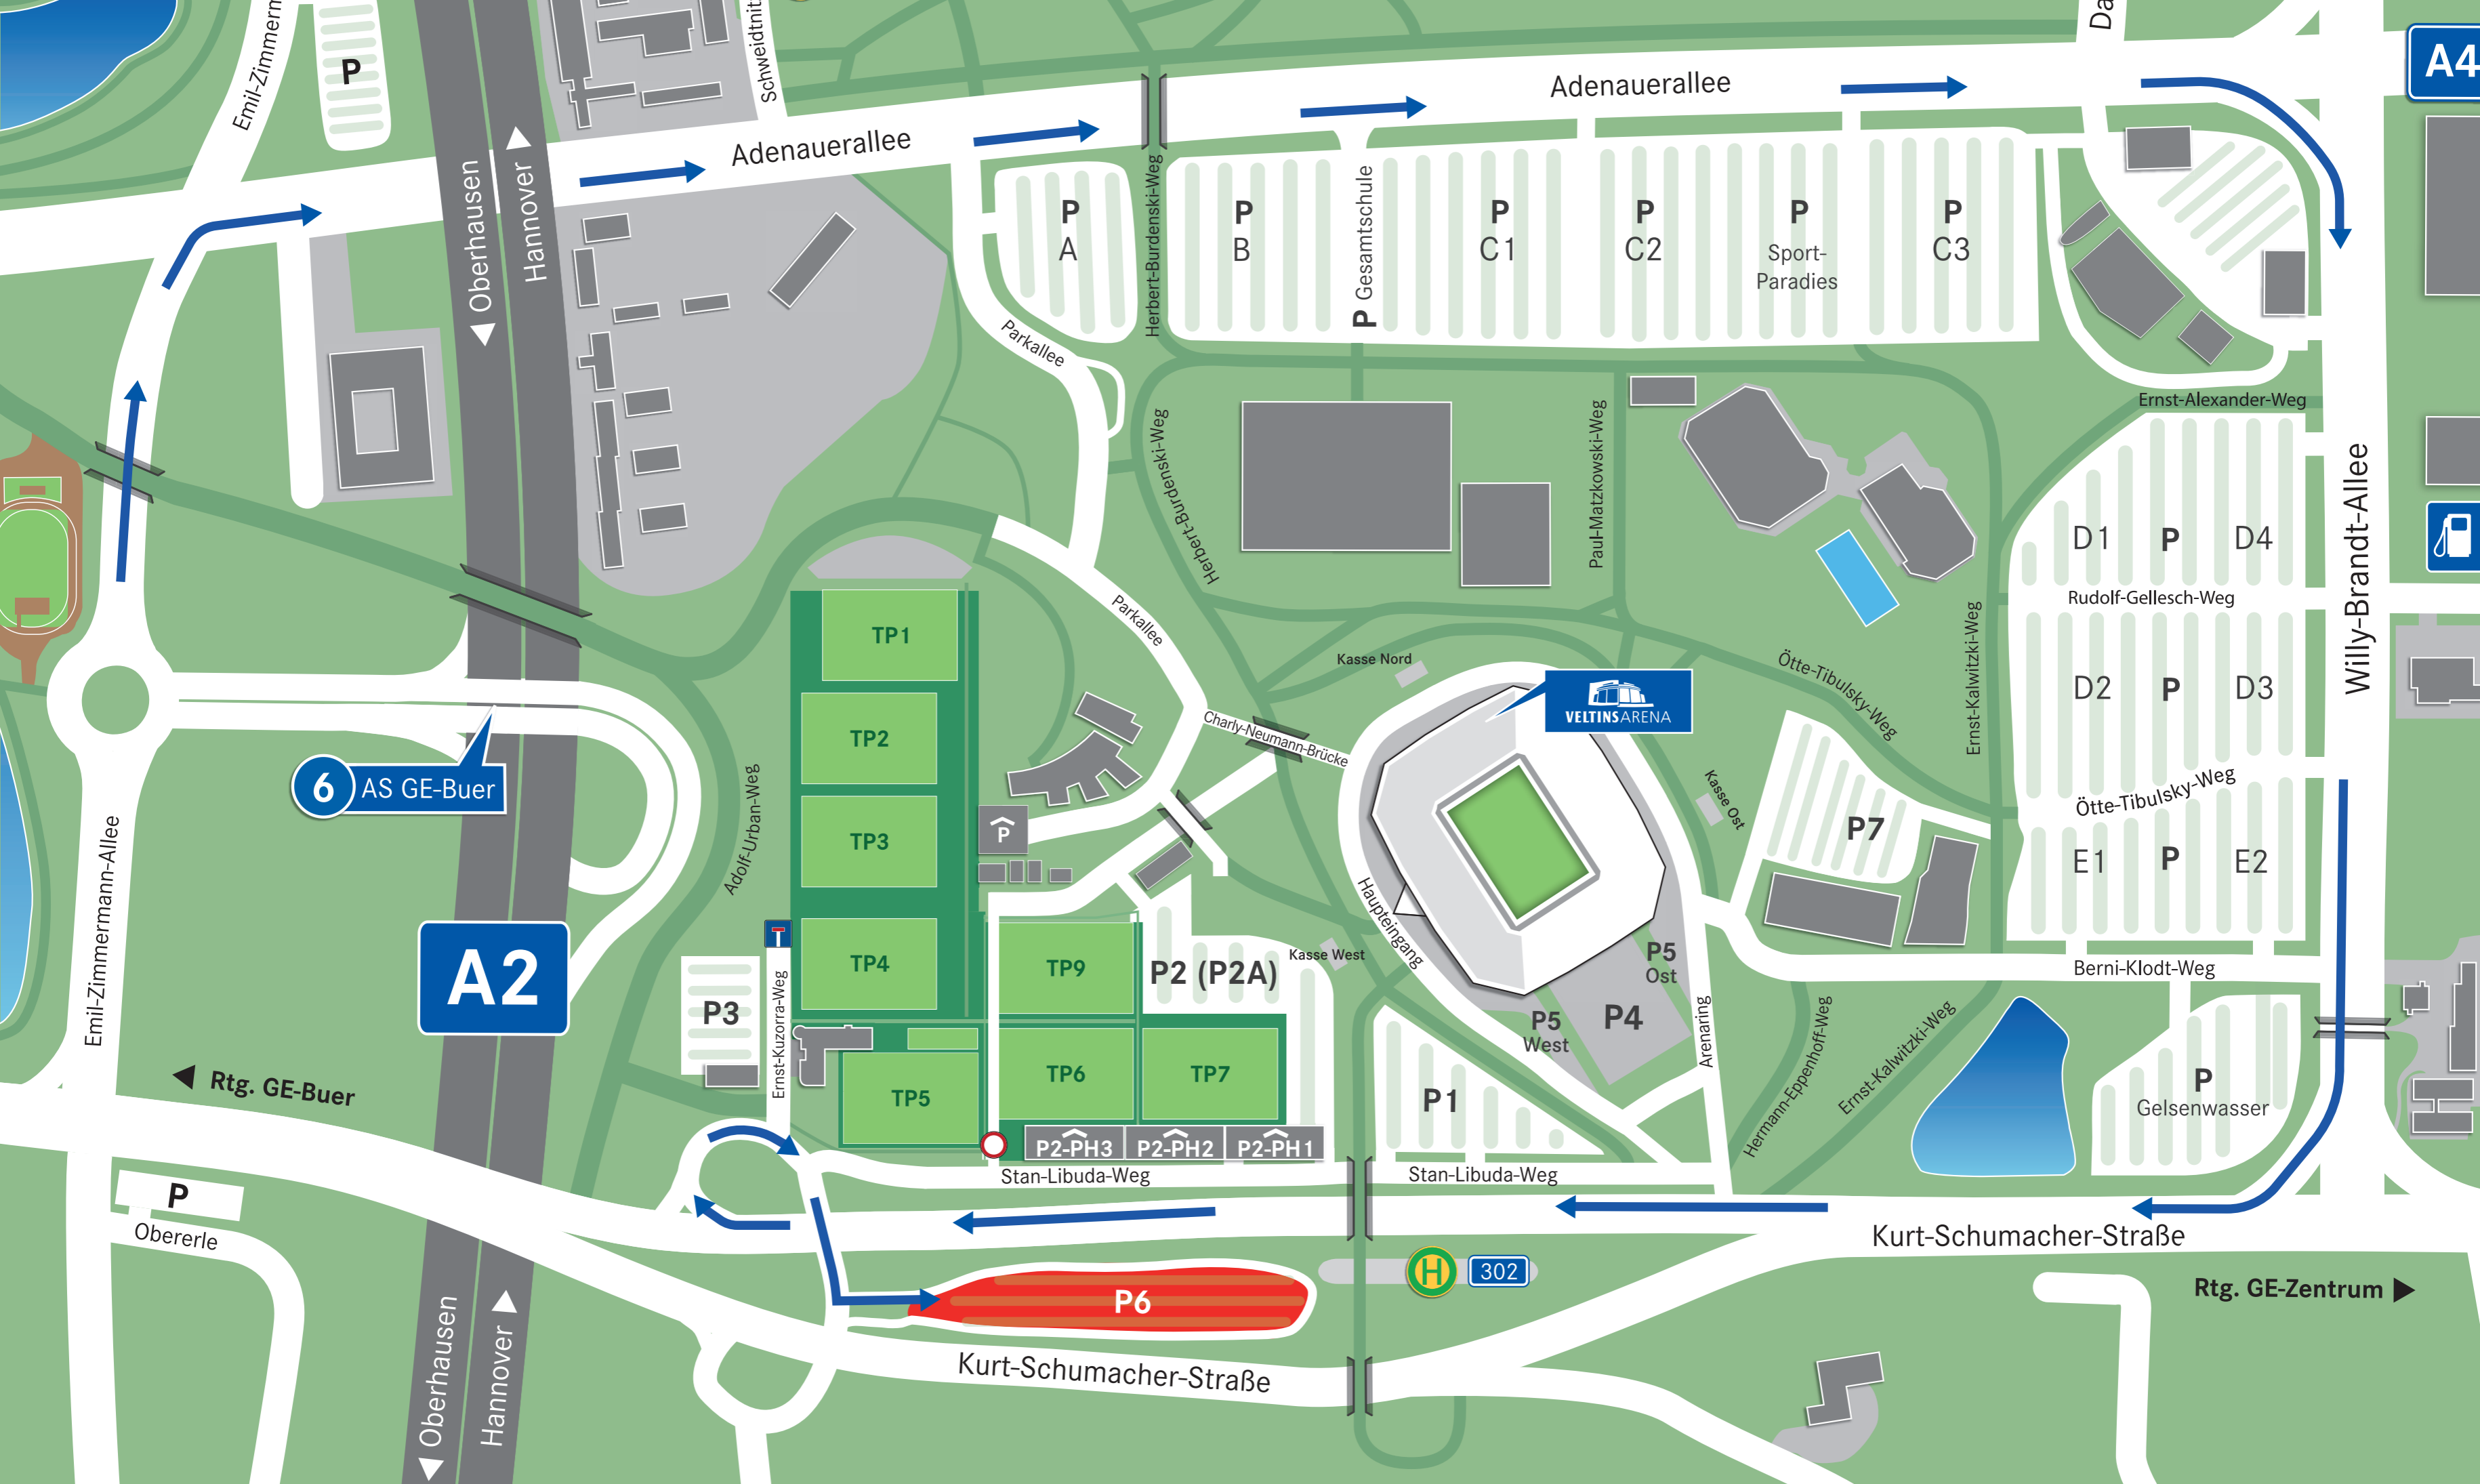 Emil-Zimmerm
P
Schweidtnit
Da
A4
Adenauerallee
Adenauerallee
Oberhausen
Hannover
P
A
Herbert-Burdenski-Weg
P
B
P Gesamtschule
P
C1
P
C2
P
Sport-
Paradies
P
C3
Parkallee
Ernst-Alexander-Weg
Herbert-Burdenski-Weg
Paul-Matzkowski-Weg
Willy-Brandt-Allee
D1 P D4
Rudolf-Gellesch-Weg
Parkallee
TP1
Kasse Nord
Ötte-Tibulsky-Weg
Ernst-Kalwitzki-Weg
D2 P D3
VELTINSARENA
Charly-Neumann-Brücke
TP2
6 AS GE-Buer
Adolf-Urban-Weg
Kasse Ost
Ötte-Tibulsky-Weg
P7
TP3
P
E1 P E2
Emil-Zimmermann-Allee
Haupteingang
A2
TP4
TP9
P2 (P2A)
Kasse West
P5
Ost
Berni-Klodt-Weg
P3
Ernst-Kuzorra-Weg
P5
West
P4
Arenaring
Hermann-Eppenhoff-Weg
Ernst-Kalwitzki-Weg
Rtg. GE-Buer
TP5
TP6
TP7
P1
P
Gelsenwasser
P2-PH3
P2-PH2
P2-PH1
Stan-Libuda-Weg
Stan-Libuda-Weg
P
Obererle
Kurt-Schumacher-Straße
H 302
Rtg. GE-Zentrum
P6
Oberhausen
Hannover
Kurt-Schumacher-Straße